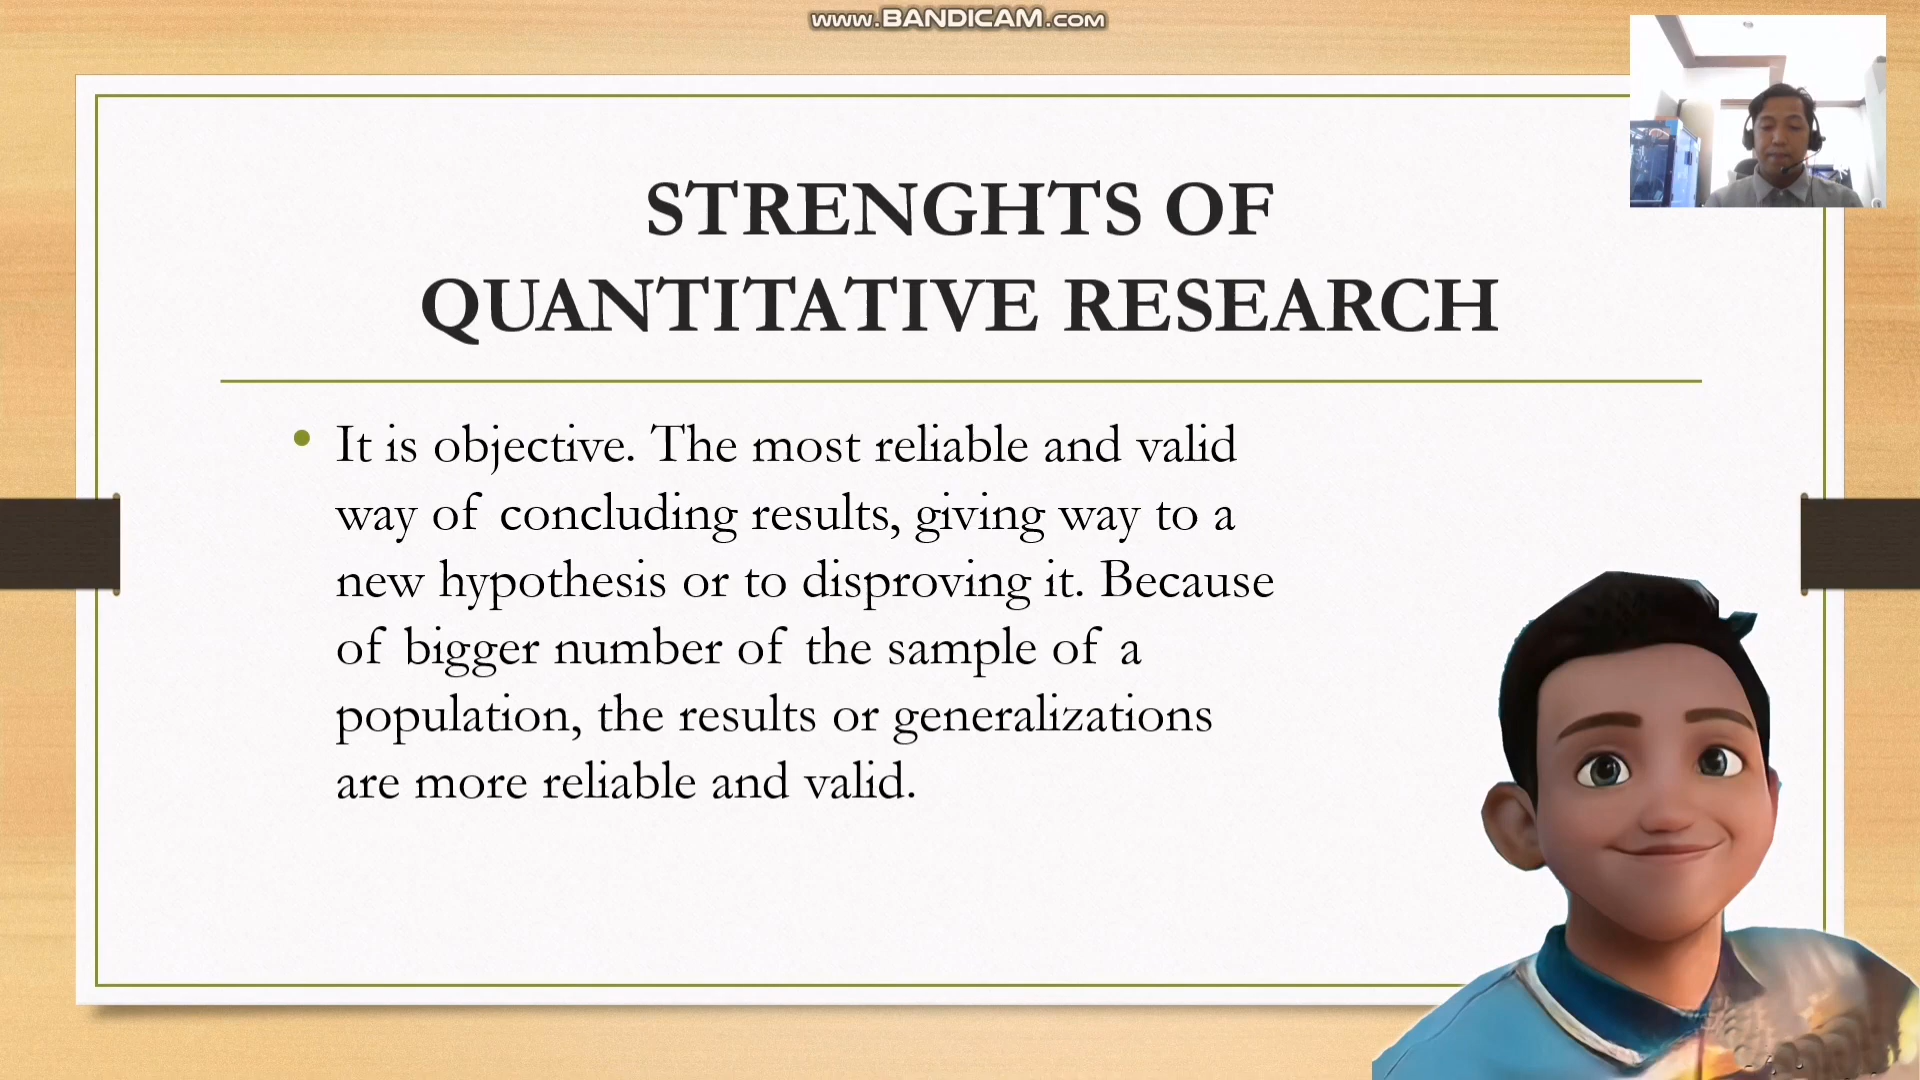 www.BANDICAM.com
STRENGHTS OF
QUANTITATIVE RESEARCH
• It is objective. The most reliable and valid
way of concluding results, giving way to a
new hypothesis or to disproving it. Because
of bigger number of the sample of a
population, the results or generalizations
are more reliable and valid.